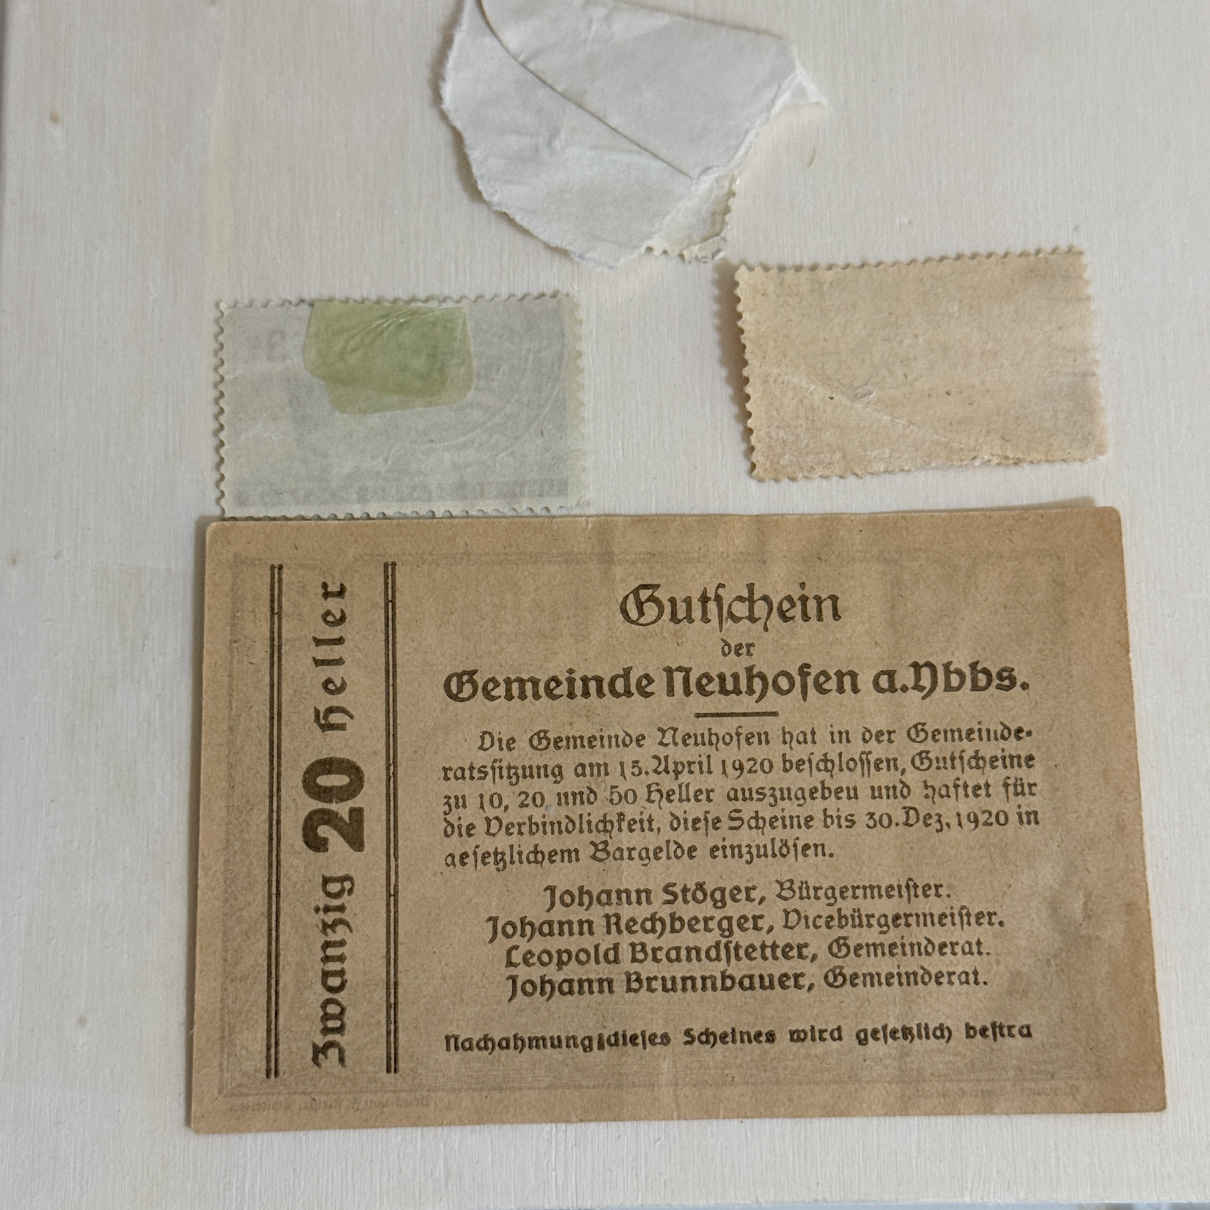 Zwanzig 20 Heller
Gutschein
der
Gemeinde Neuhofen a. Ybbs.
Die Gemeinde Neuhofen hat in der Gemeinde-
ratssitzung am 15. April 1920 beschlossen, Gutscheine
zu 10, 20 und 50 Heller auszugebeu und haftet für
die Verbindlichkeit, diese Scheine bis 30. Dez. 1920 in
gesetzlichem Bargelde einzulösen.
Johann Stöger, Bürgermeister.
Johann Rechberger, Vicebürgermeister.
Leopold Brandstetter, Gemeinderat.
Johann Brunnbauer, Gemeinderat.
Nachahmung dieses Scheines wird gesetzlich bestra